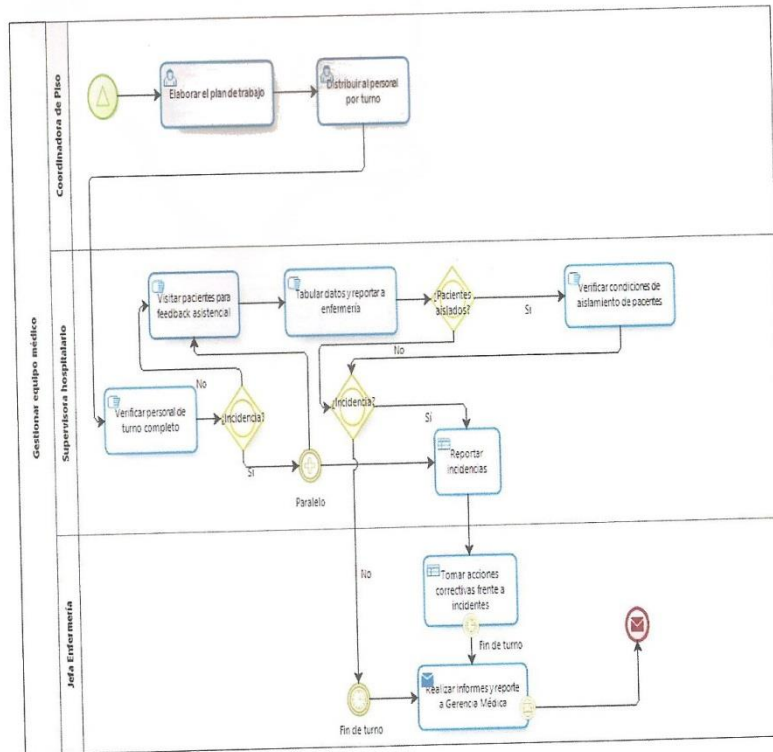 Gestionar equipo médico
Coordinadora de Piso
Elaborar el plan de trabajo
Distribuir al personal
por turno
Supervisora hospitalario
Visitar pacientes para
feedback asistencial
Tabular datos y reportar a
enfermería
¿Pacientes
aislados?
Si
Verificar condiciones de
aislamiento de pacertes
No
Verificar personal de
turno completo
No
¿Incidencia?
Si
Paralelo
¿Incidencia?
Sí
Reportar
incidencias
Jefa Enfermería
No
Tomar acciones
correctivas frente a
incidentes
Fin de turno
Fin de turno
Realizar informes y reporte
a Gerencia Médica